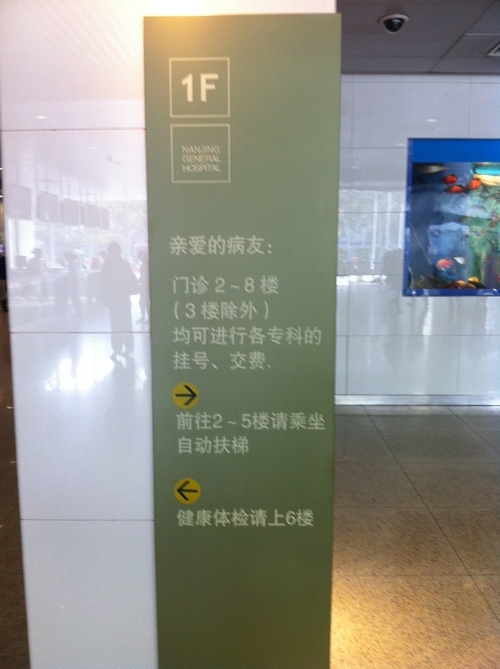 1F
NANJING
GENERAL
HOSPITAL
亲爱的病友：
门诊2~8楼
(3楼除外)
均可进行各专科的
挂号、交费.
前往2~5楼请乘坐
自动扶梯
健康体检请上6楼